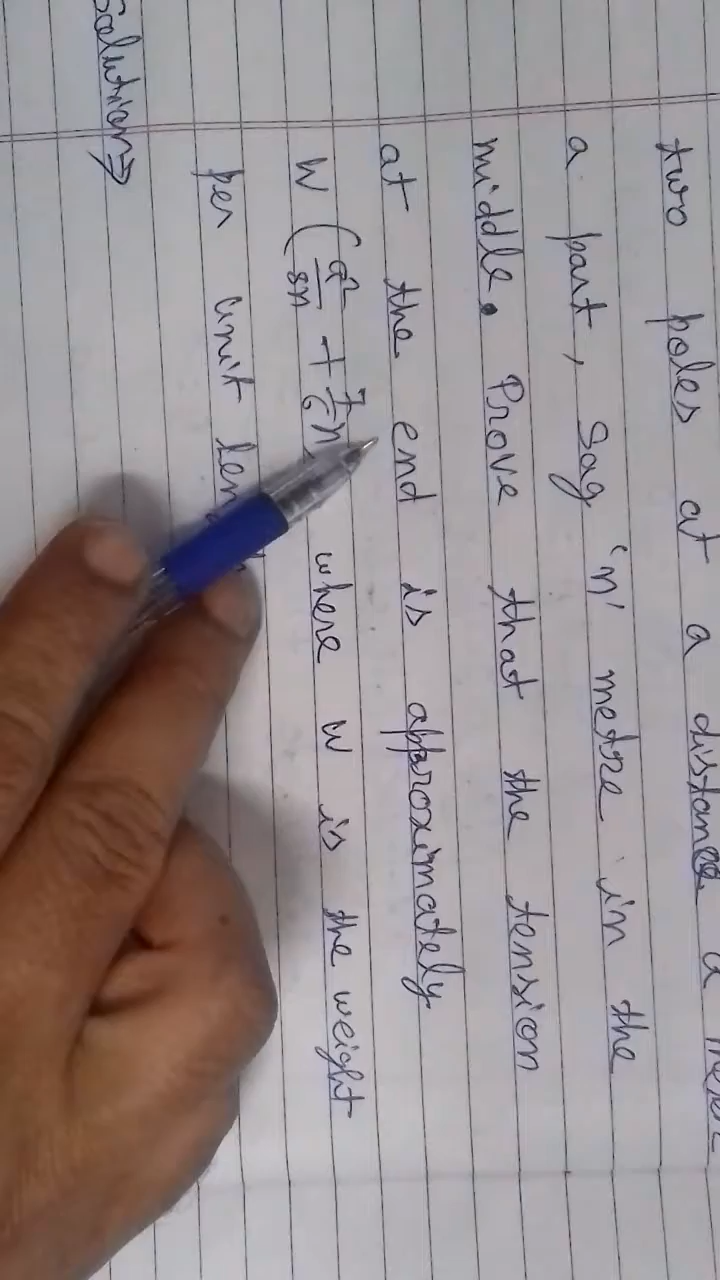 two poles at a distance a
a part, Sag 'n' metre in the
middle. Prove that the tension
at the end is approximately
W (a²/8n + 7/6 n where W is the weight
per unit
Solution ⇒